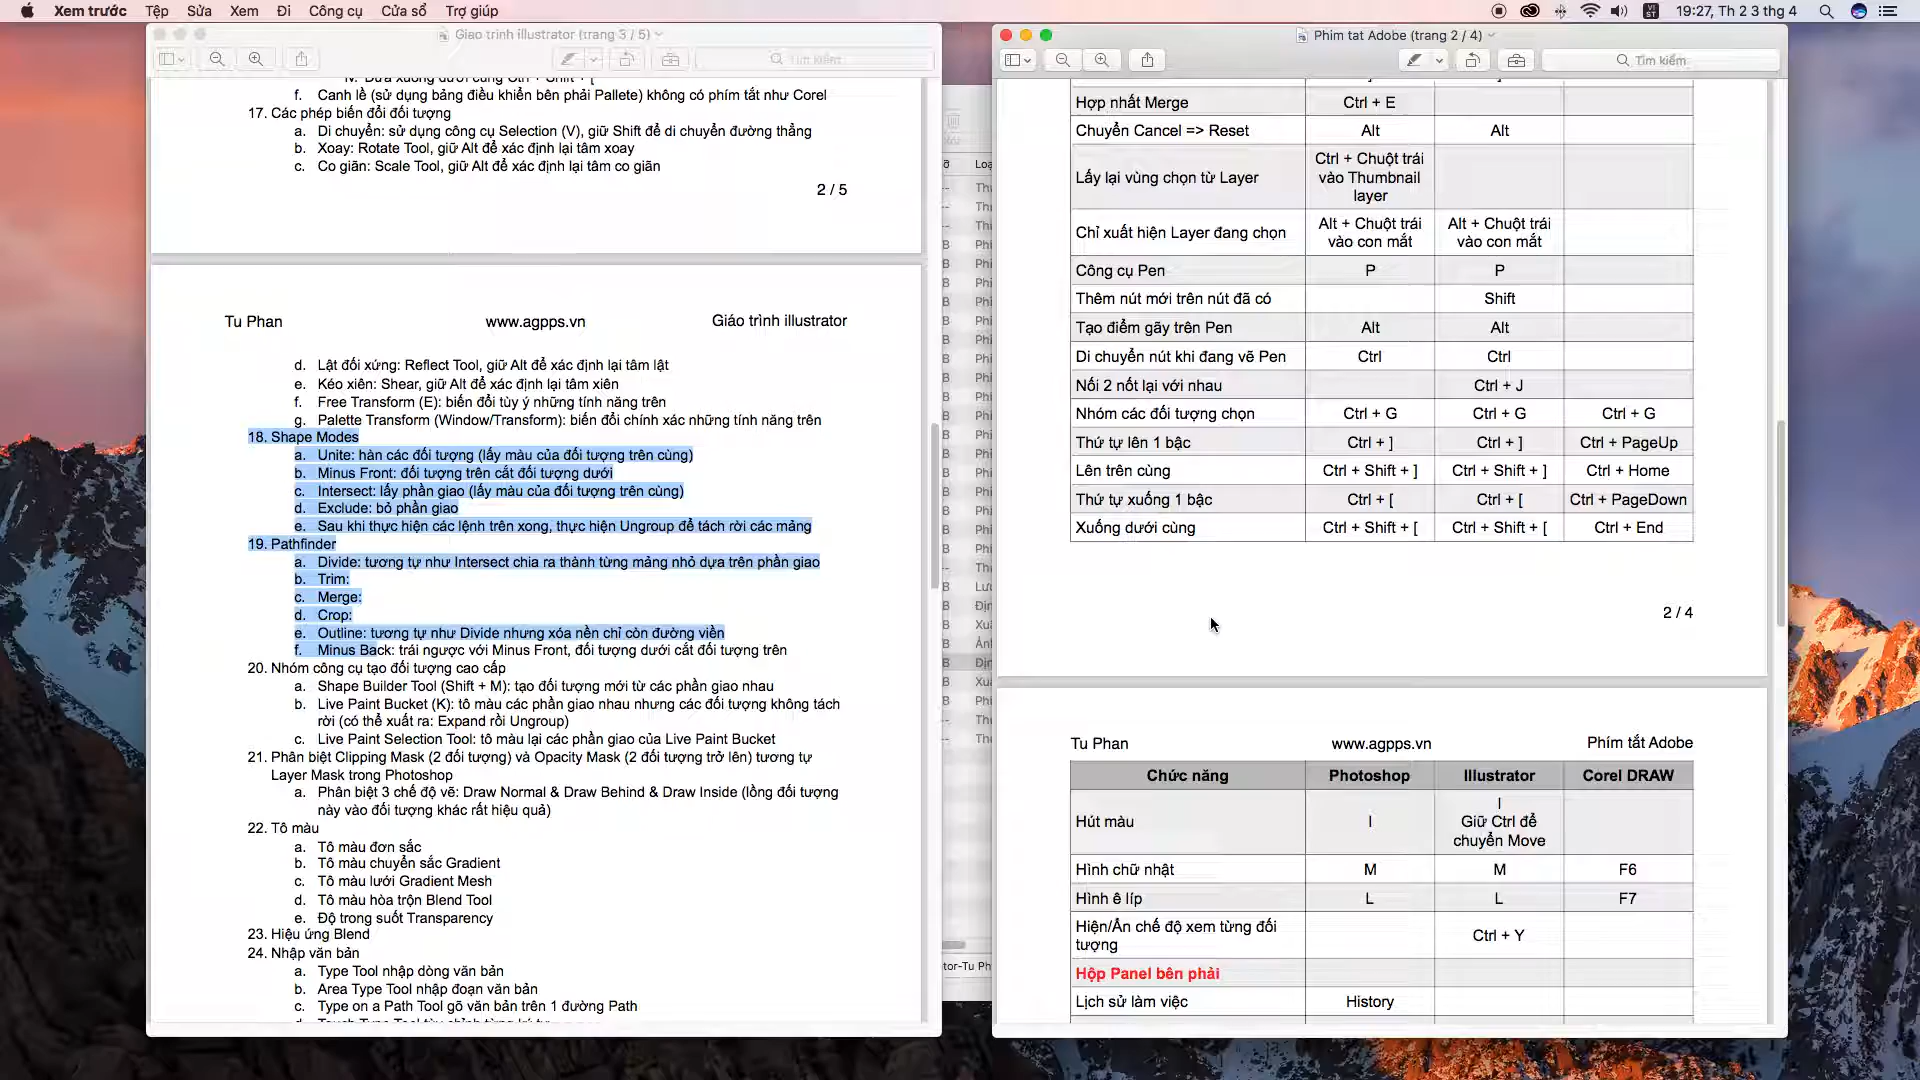 Xem trước Tệp Sửa Xem Đi Công cụ Cửa sổ Trợ giúp
VI
ST
19:27, Th 2 3 thg 4
Giao trình illustrator (trang 3 / 5)
Tìm kiếm
f. Canh lề (sử dụng bảng điều khiển bên phải Pallete) không có phím tắt như Corel
17. Các phép biến đổi đối tượng
a. Di chuyển: sử dụng công cụ Selection (V), giữ Shift để di chuyển đường thẳng
b. Xoay: Rotate Tool, giữ Alt để xác định lại tâm xoay
c. Co giãn: Scale Tool, giữ Alt để xác định lại tâm co giãn
2 / 5
Tu Phan www.agpps.vn Giáo trình illustrator
d. Lật đối xứng: Reflect Tool, giữ Alt để xác định lại tâm lật
e. Kéo xiên: Shear, giữ Alt để xác định lại tâm xiên
f. Free Transform (E): biến đổi tùy ý những tính năng trên
g. Palette Transform (Window/Transform): biến đổi chính xác những tính năng trên
18. Shape Modes
a. Unite: hàn các đối tượng (lấy màu của đối tượng trên cùng)
b. Minus Front: đối tượng trên cắt đối tượng dưới
c. Intersect: lấy phần giao (lấy màu của đối tượng trên cùng)
d. Exclude: bỏ phần giao
e. Sau khi thực hiện các lệnh trên xong, thực hiện Ungroup để tách rời các mảng
19. Pathfinder
a. Divide: tương tự như Intersect chia ra thành từng mảng nhỏ dựa trên phần giao
b. Trim:
c. Merge:
d. Crop:
e. Outline: tương tự như Divide nhưng xóa nền chỉ còn đường viền
f. Minus Back: trái ngược với Minus Front, đối tượng dưới cắt đối tượng trên
20. Nhóm công cụ tạo đối tượng cao cấp
a. Shape Builder Tool (Shift + M): tạo đối tượng mới từ các phần giao nhau
b. Live Paint Bucket (K): tô màu các phần giao nhau nhưng các đối tượng không tách
rời (có thể xuất ra: Expand rồi Ungroup)
c. Live Paint Selection Tool: tô màu lại các phần giao của Live Paint Bucket
21. Phân biệt Clipping Mask (2 đối tượng) và Opacity Mask (2 đối tượng trở lên) tương tự
Layer Mask trong Photoshop
a. Phân biệt 3 chế độ vẽ: Draw Normal & Draw Behind & Draw Inside (lồng đối tượng
này vào đối tượng khác rất hiệu quả)
22. Tô màu
a. Tô màu đơn sắc
b. Tô màu chuyển sắc Gradient
c. Tô màu lưới Gradient Mesh
d. Tô màu hòa trộn Blend Tool
e. Độ trong suốt Transparency
23. Hiệu ứng Blend
24. Nhập văn bản
a. Type Tool nhập dòng văn bản
b. Area Type Tool nhập đoạn văn bản
c. Type on a Path Tool gõ văn bản trên 1 đường Path
Phim tat Adobe (trang 2 / 4)
Tìm kiếm
Hợp nhất Merge Ctrl + E
Chuyển Cancel => Reset Alt Alt
Lấy lại vùng chọn từ Layer Ctrl + Chuột trái
vào Thumbnail
layer
Chỉ xuất hiện Layer đang chọn Alt + Chuột trái Alt + Chuột trái
vào con mắt vào con mắt
Công cụ Pen P P
Thêm nút mới trên nút đã có Shift
Tạo điểm gãy trên Pen Alt Alt
Di chuyển nút khi đang vẽ Pen Ctrl Ctrl
Nối 2 nốt lại với nhau Ctrl + J
Nhóm các đối tượng chọn Ctrl + G Ctrl + G Ctrl + G
Thứ tự lên 1 bậc Ctrl + ] Ctrl + ] Ctrl + PageUp
Lên trên cùng Ctrl + Shift + ] Ctrl + Shift + ] Ctrl + Home
Thứ tự xuống 1 bậc Ctrl + [ Ctrl + [ Ctrl + PageDown
Xuống dưới cùng Ctrl + Shift + [ Ctrl + Shift + [ Ctrl + End
2 / 4
Tu Phan www.agpps.vn Phím tắt Adobe
Chức năng Photoshop Illustrator Corel DRAW
Hút màu I I
Giữ Ctrl để
chuyển Move
Hình chữ nhật M M F6
Hình ê líp L L F7
Hiện/Ẩn chế độ xem từng đối
tượng Ctrl + Y
Hộp Panel bên phải
Lịch sử làm việc History